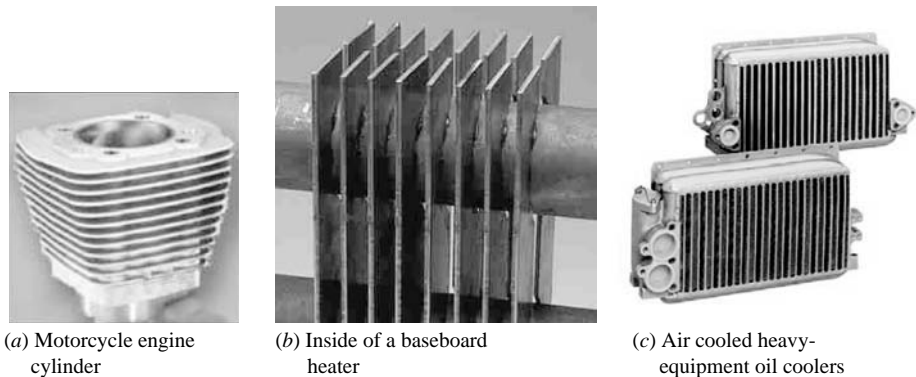 (a) Motorcycle engine
cylinder
(b) Inside of a baseboard
heater
(c) Air cooled heavy-
equipment oil coolers